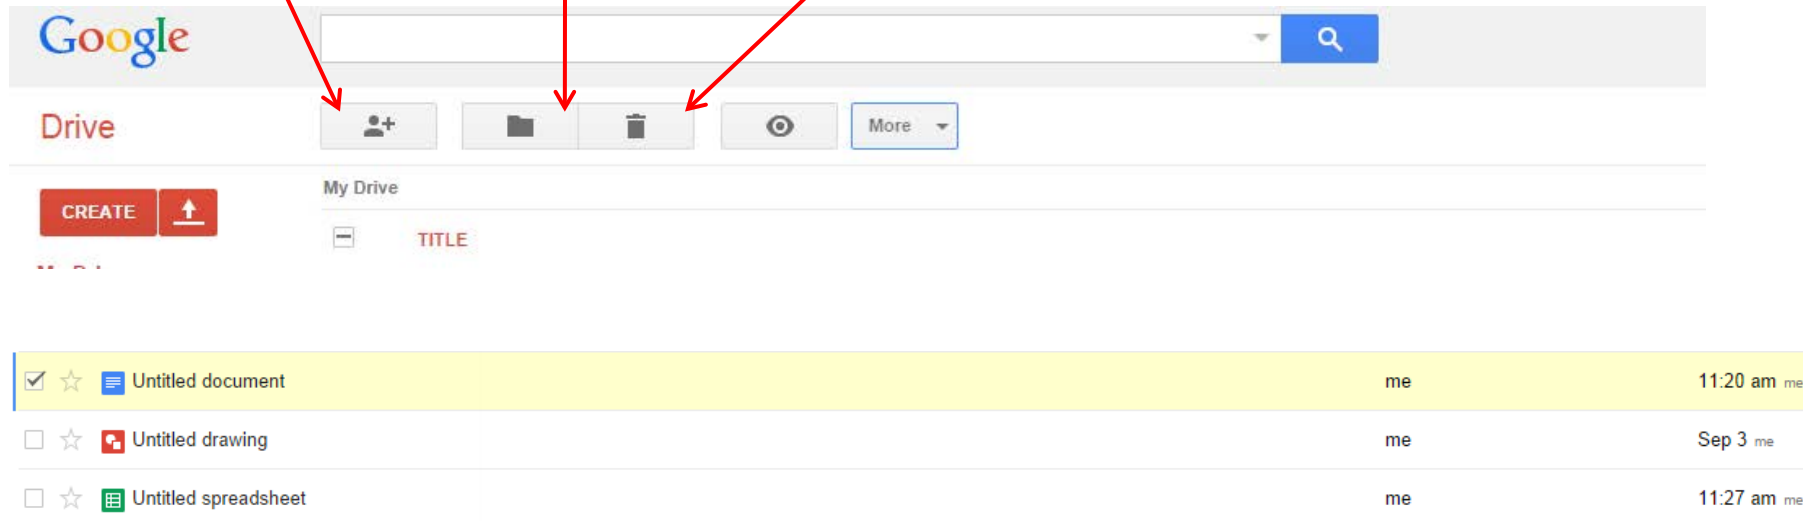 Google
Drive
More
CREATE
My Drive
TITLE
Untitled document me 11:20 am me
Untitled drawing me Sep 3 me
Untitled spreadsheet me 11:27 am me